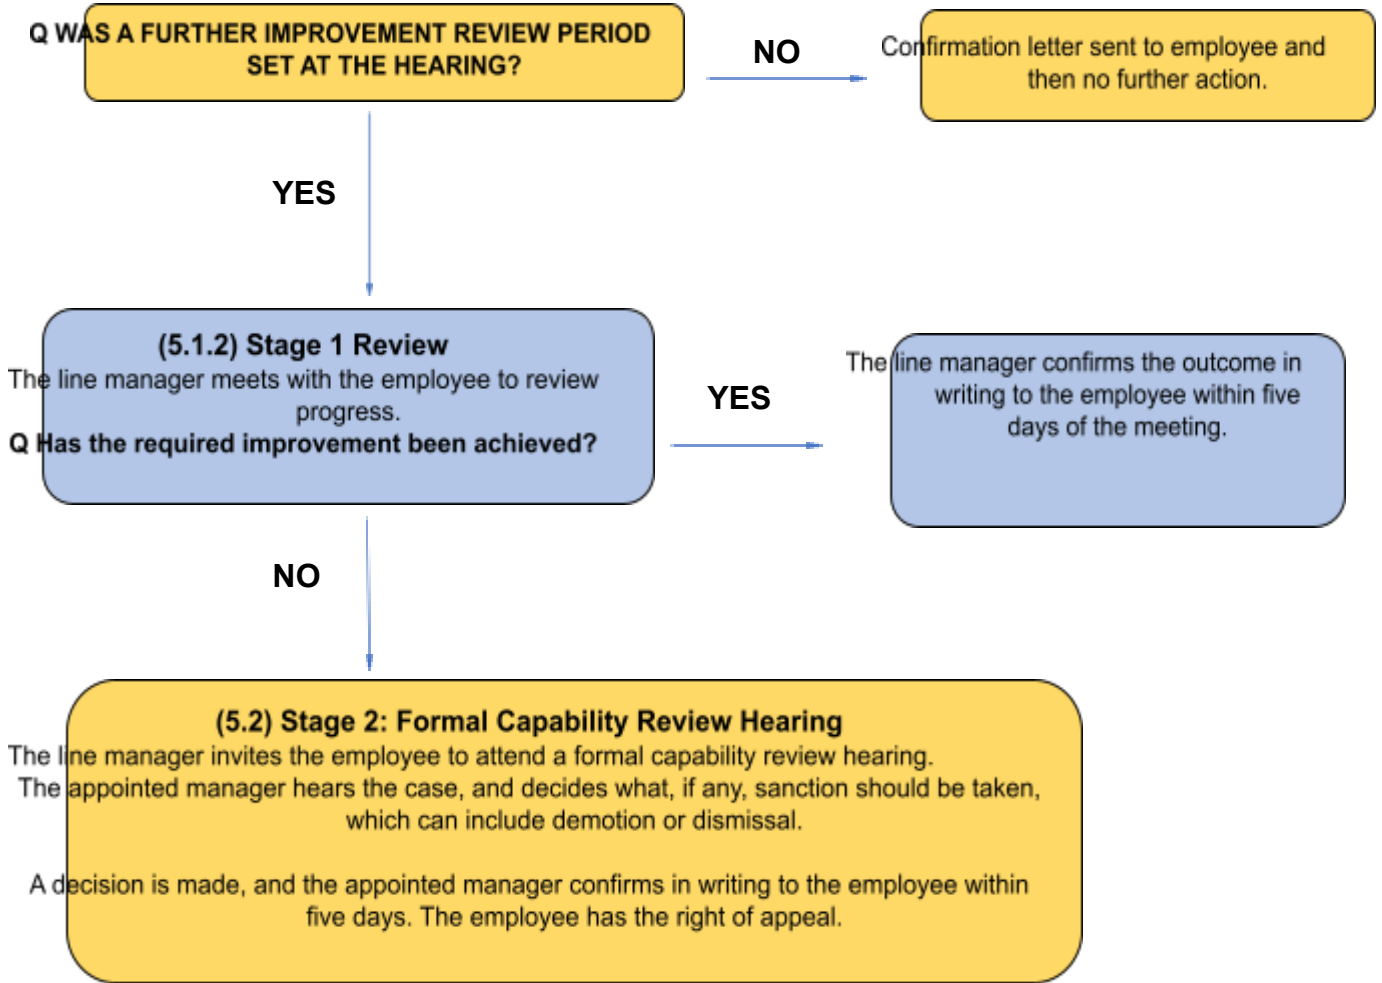 Q WAS A FURTHER IMPROVEMENT REVIEW PERIOD
SET AT THE HEARING?
NO
Confirmation letter sent to employee and
then no further action.
YES
(5.1.2) Stage 1 Review
The line manager meets with the employee to review
progress.
Q Has the required improvement been achieved?
YES
The line manager confirms the outcome in
writing to the employee within five
days of the meeting.
NO
(5.2) Stage 2: Formal Capability Review Hearing
The line manager invites the employee to attend a formal capability review hearing.
The appointed manager hears the case, and decides what, if any, sanction should be taken,
which can include demotion or dismissal.
A decision is made, and the appointed manager confirms in writing to the employee within
five days. The employee has the right of appeal.